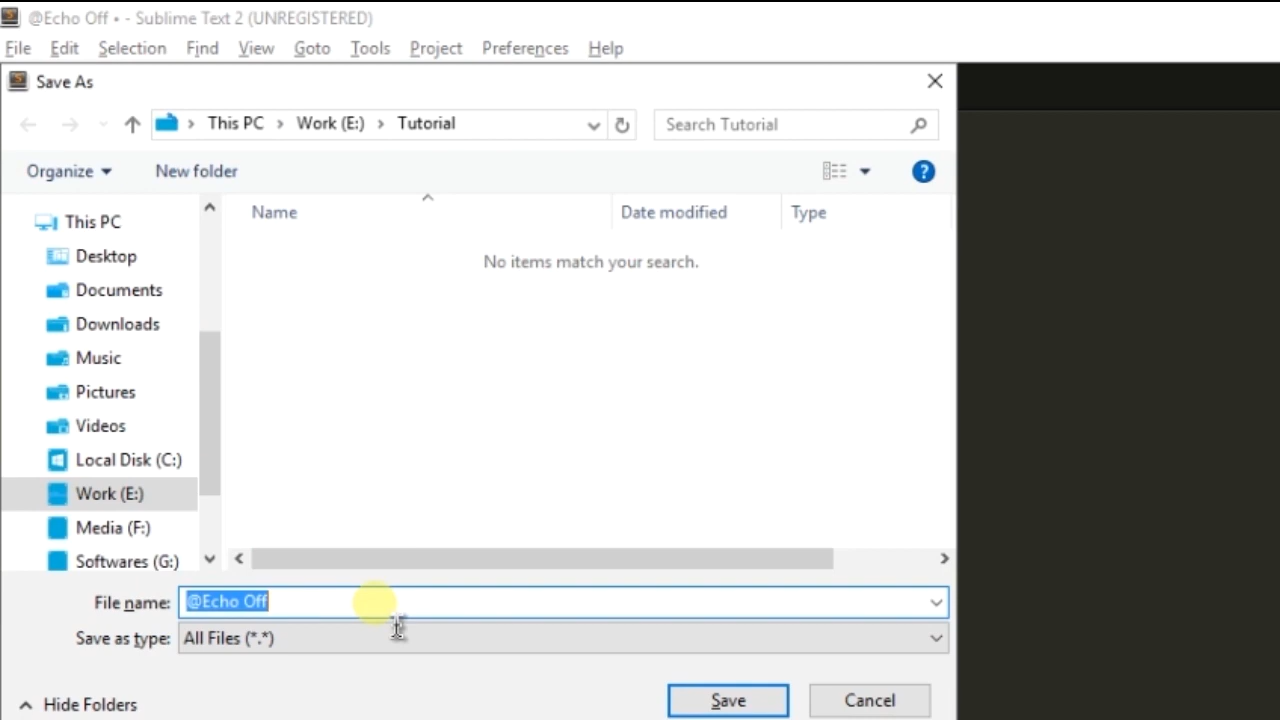 @Echo Off • - Sublime Text 2 (UNREGISTERED)
File Edit Selection Find View Goto Tools Project Preferences Help
Save As
This PC > Work (E:) > Tutorial
Search Tutorial
Organize New folder
?
Name Date modified Type
No items match your search.
This PC
Desktop
Documents
Downloads
Music
Pictures
Videos
Local Disk (C:)
Work (E:)
Media (F:)
Softwares (G:)
File name: @Echo Off
Save as type: All Files (*.*)
Hide Folders
Save Cancel